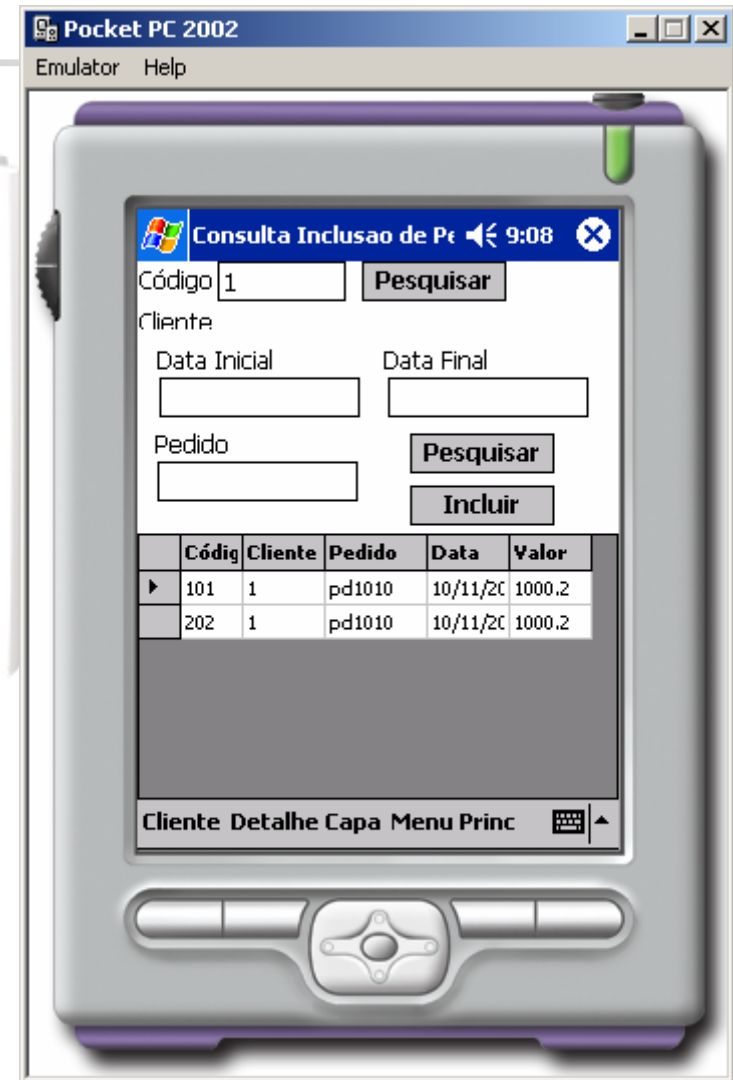 Pocket PC 2002
Emulator Help
Consulta Inclusao de Pe 9:08
Código 1 Pesquisar
Cliente
Data Inicial Data Final
Pedido Pesquisar
Incluir
Códig Cliente Pedido Data Valor
101 1 pd1010 10/11/20 1000.2
202 1 pd1010 10/11/20 1000.2
Cliente Detalhe Capa Menu Princ